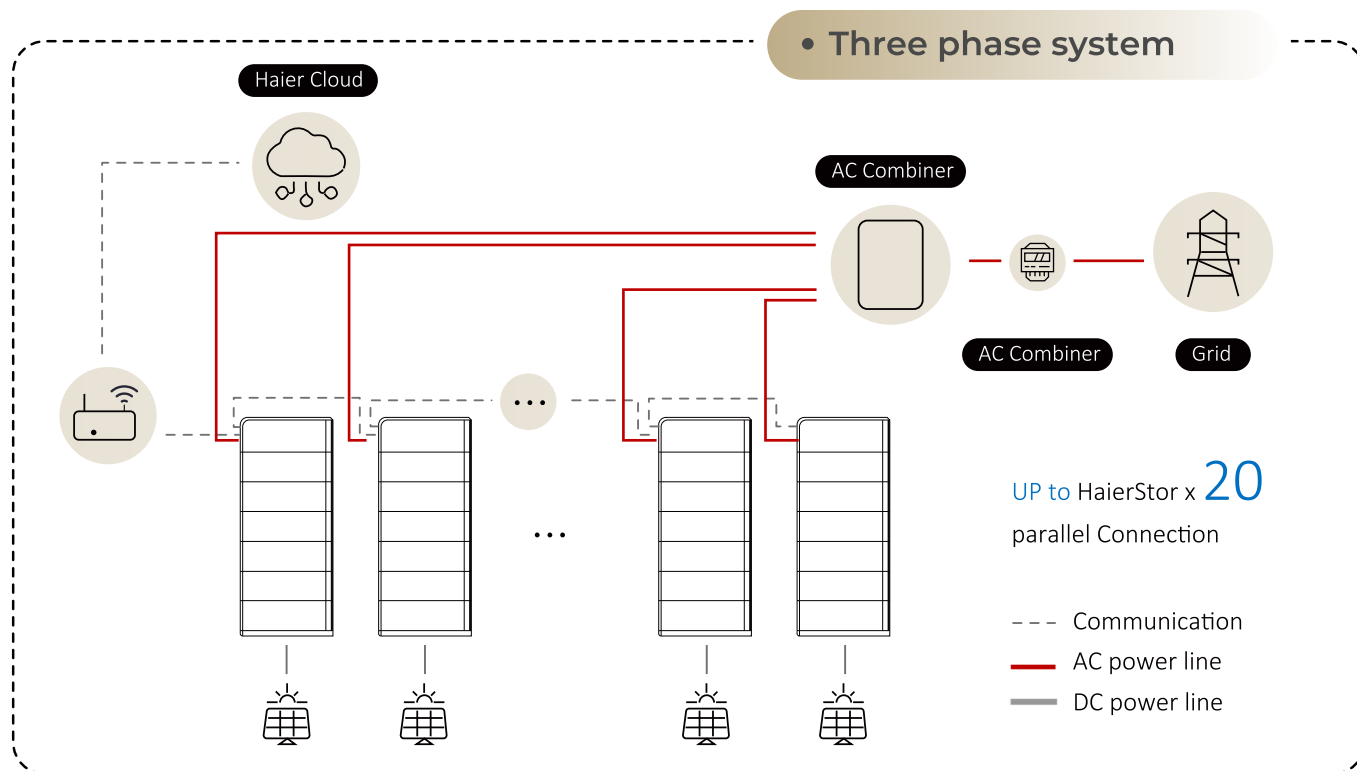 • Three phase system
Haier Cloud
AC Combiner
AC Combiner
Grid
UP to HaierStor x 20
parallel Connection
Communication
AC power line
DC power line